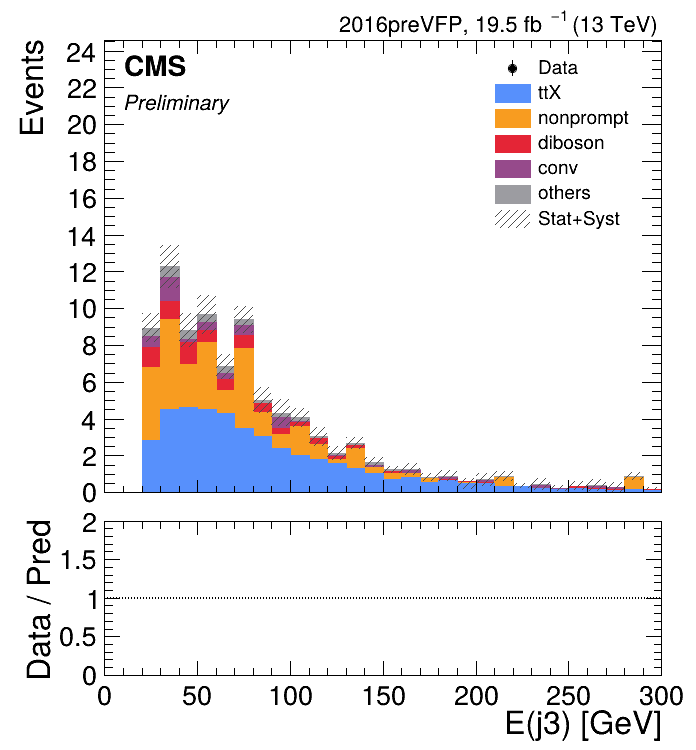 2016preVFP, 19.5 fb⁻¹ (13 TeV)
CMS
Preliminary
Data
ttX
nonprompt
diboson
conv
others
Stat+Syst
Events
24
22
20
18
16
14
12
10
8
6
4
2
0
Data / Pred
2
1.5
1
0.5
0
0 50 100 150 200 250 300
E(j3) [GeV]